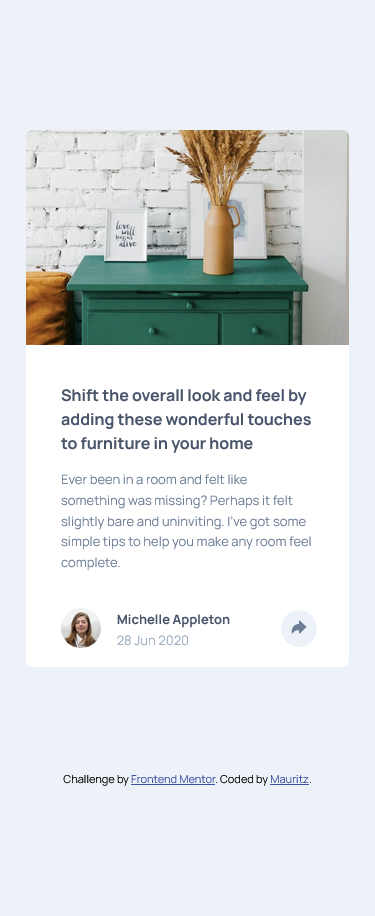 love
will
keep us
alive
Shift the overall look and feel by
adding these wonderful touches
to furniture in your home
Ever been in a room and felt like
something was missing? Perhaps it felt
slightly bare and uninviting. I've got some
simple tips to help you make any room feel
complete.
Michelle Appleton
28 Jun 2020
Challenge by Frontend Mentor. Coded by Mauritz.